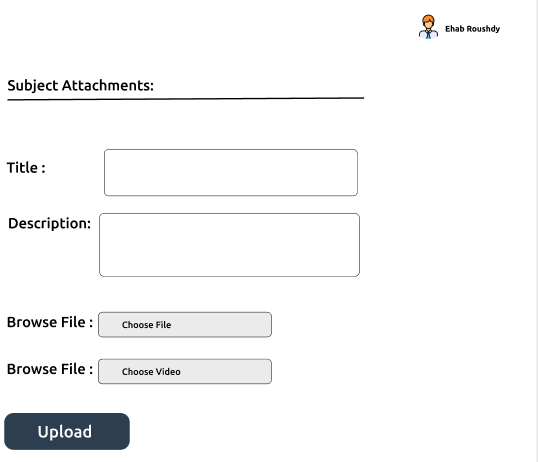 Ehab Roushdy
Subject Attachments:
Title :
Description:
Browse File : Choose File
Browse File : Choose Video
Upload